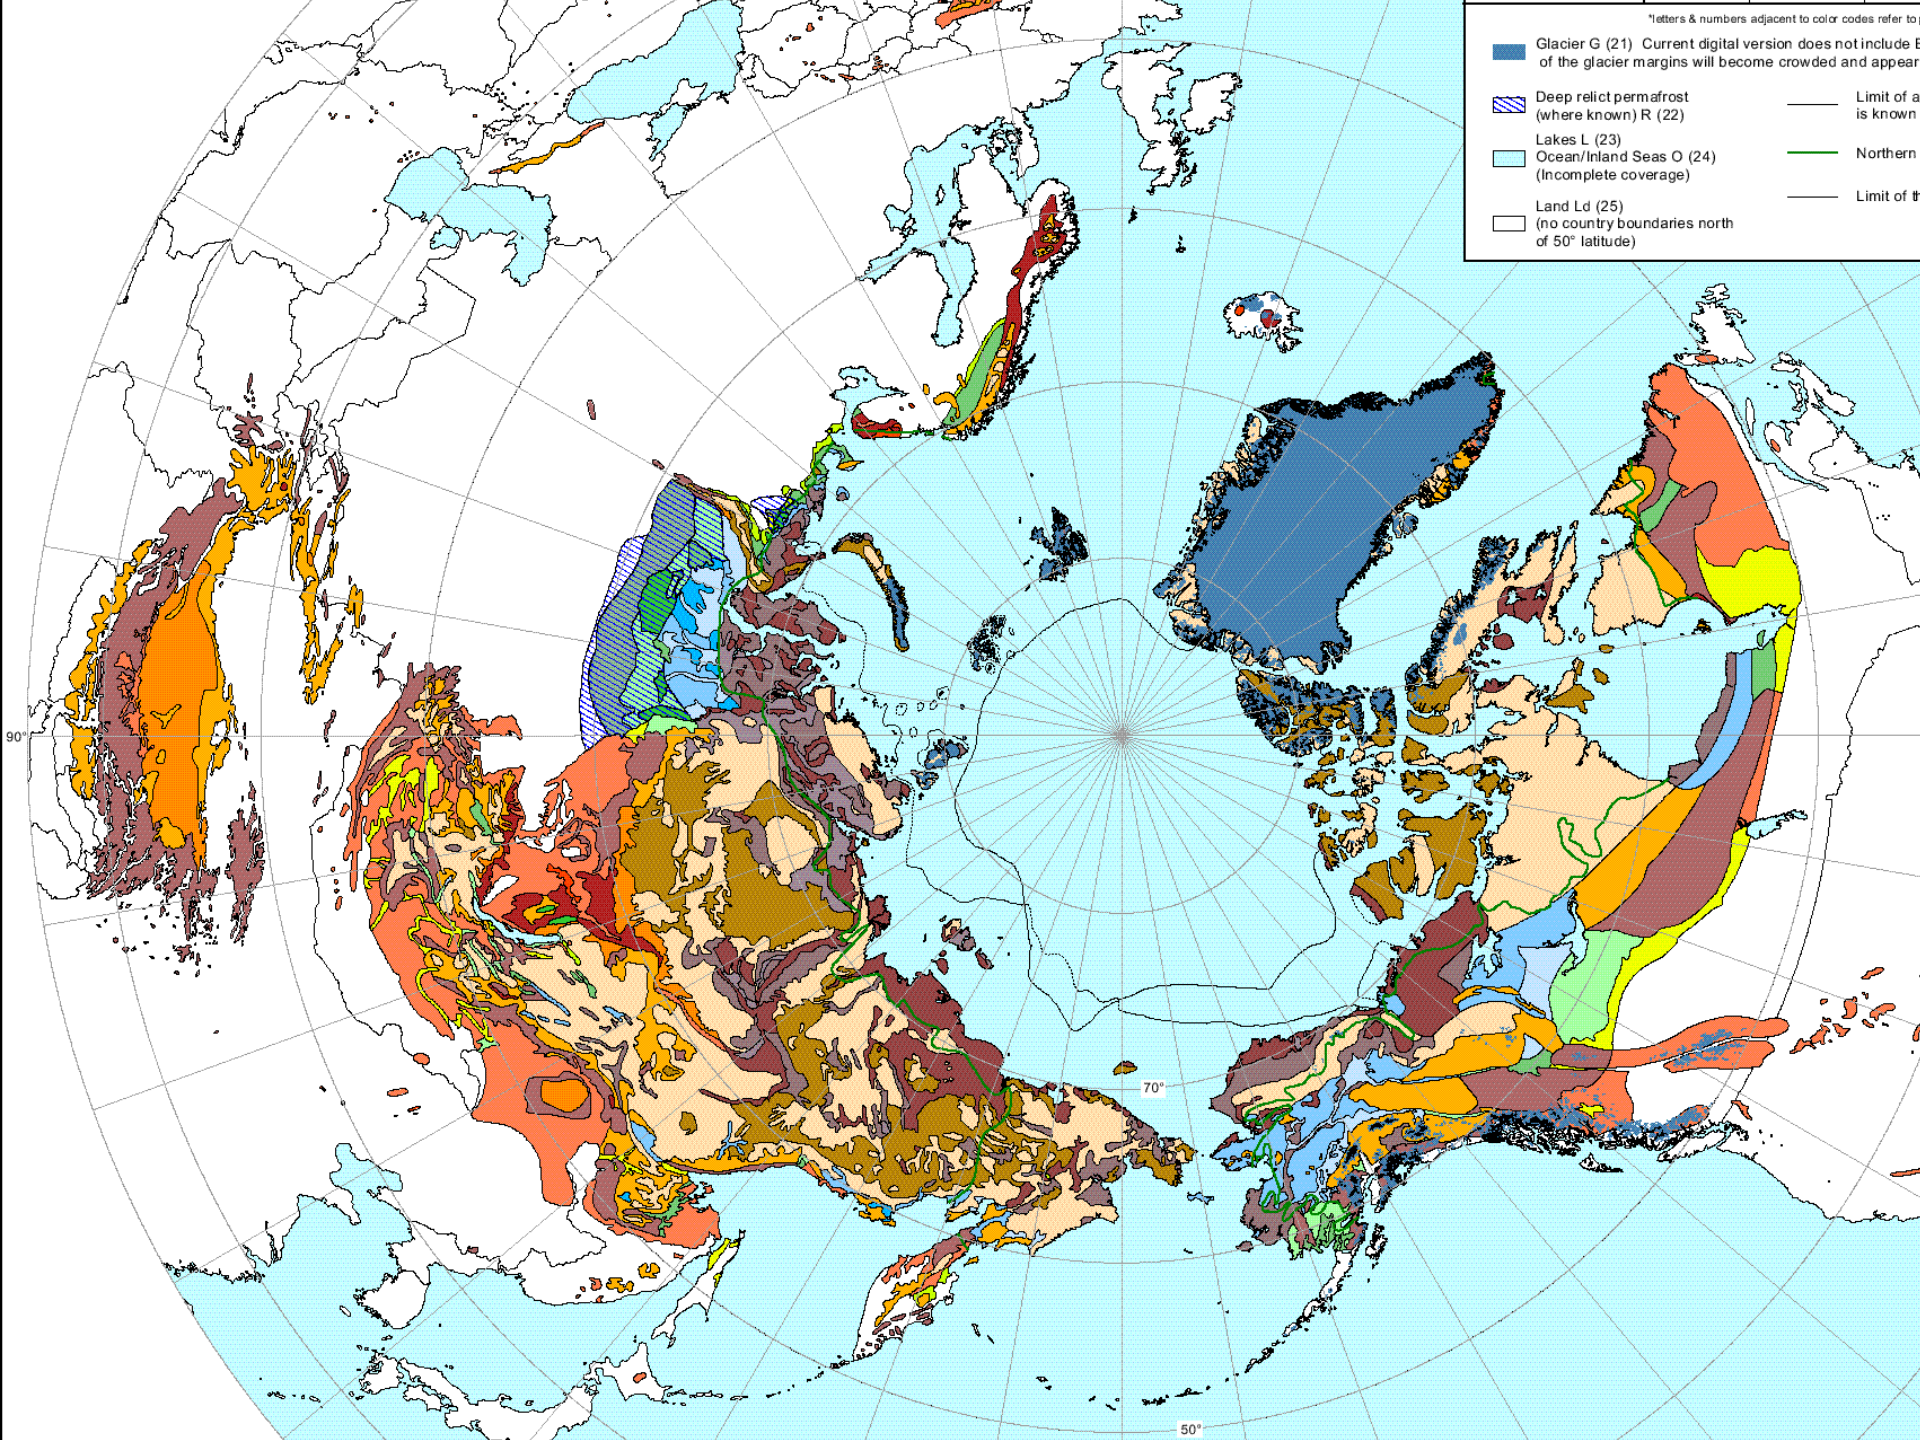 *letters & numbers adjacent to color codes refer to
Glacier G (21) Current digital version does not include
of the glacier margins will become crowded and appear
Deep relict permafrost
(where known) R (22)
Limit of a
is known
Lakes L (23)
Ocean/Inland Seas O (24)
(Incomplete coverage)
Northern
Land Ld (25)
(no country boundaries north
of 50° latitude)
Limit of
90°
70°
50°